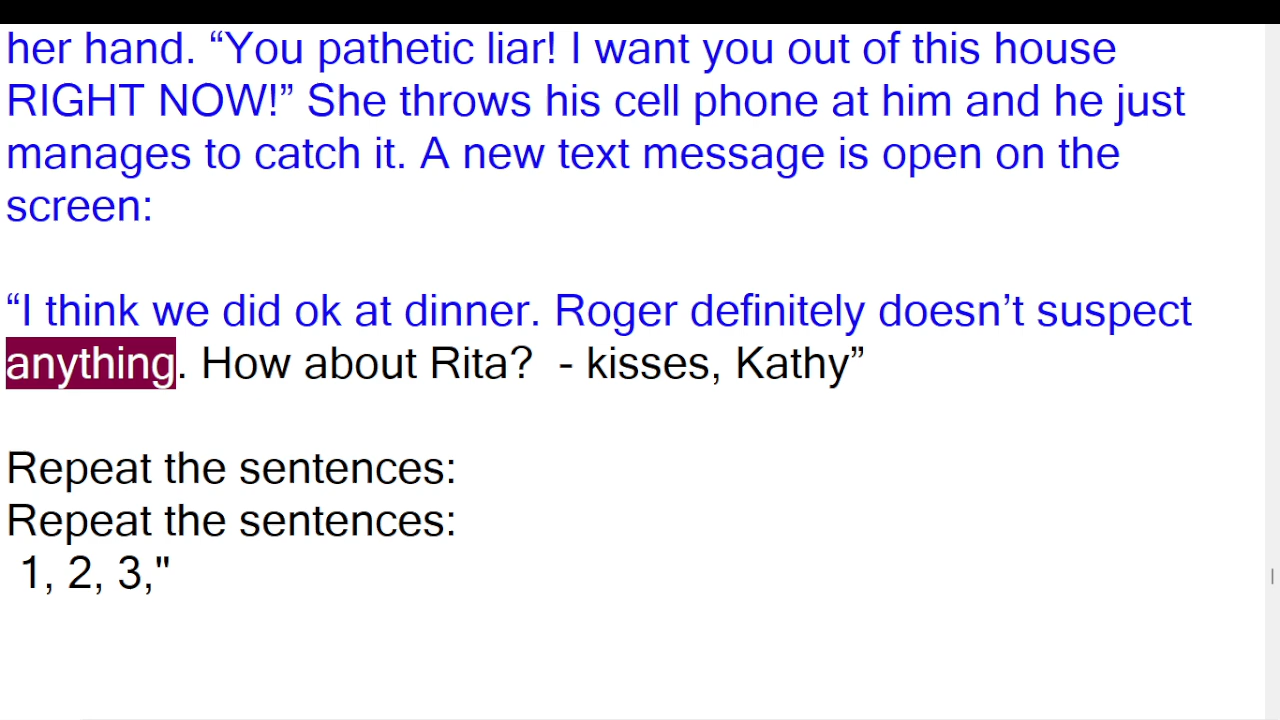 her hand. “You pathetic liar! I want you out of this house
RIGHT NOW!” She throws his cell phone at him and he just
manages to catch it. A new text message is open on the
screen:
“I think we did ok at dinner. Roger definitely doesn’t suspect
anything. How about Rita?  - kisses, Kathy”
Repeat the sentences:
Repeat the sentences:
1, 2, 3,"